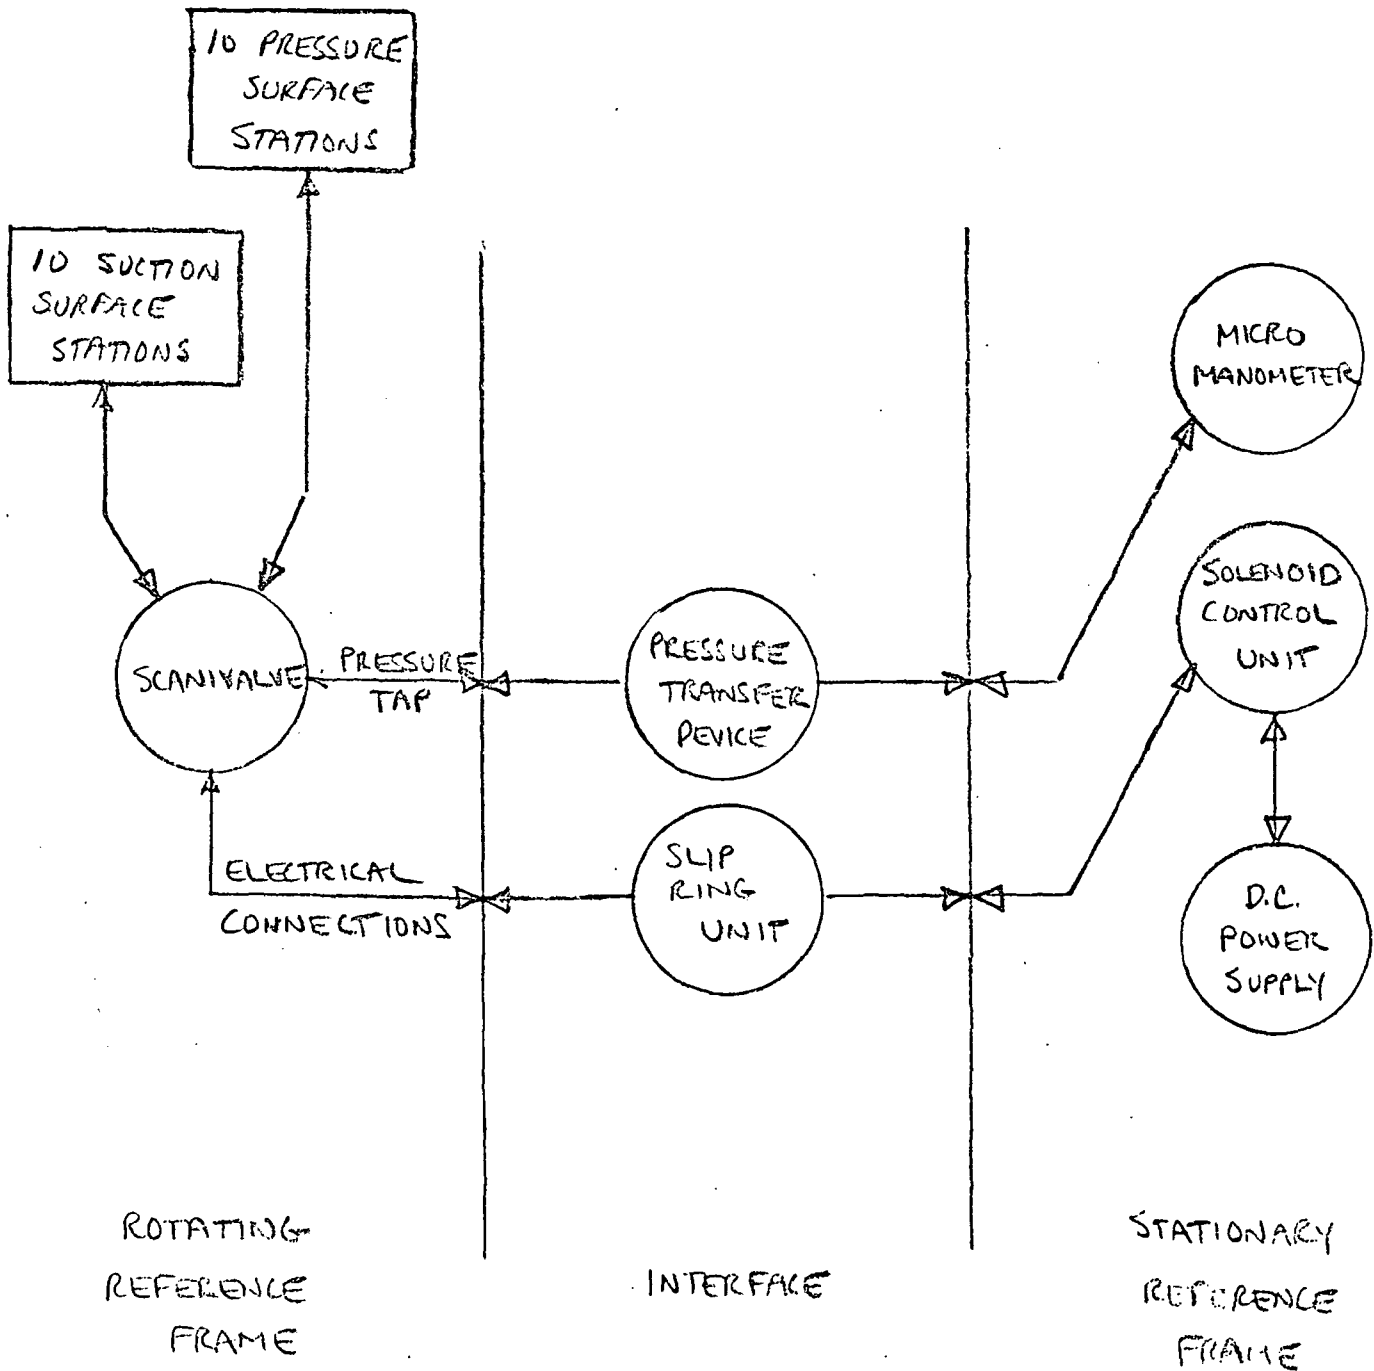 10 PRESSURE
SURFACE
STATIONS
10 SUCTION
SURFACE
STATIONS
MICRO
MANOMETER
SOLENOID
CONTROL
UNIT
SCANIVALVE
PRESSURE
TAP
PRESSURE
TRANSFER
DEVICE
ELECTRICAL
CONNECTIONS
SLIP
RING
UNIT
D.C.
POWER
SUPPLY
ROTATING
REFERENCE
FRAME
INTERFACE
STATIONARY
REFERENCE
FRAME